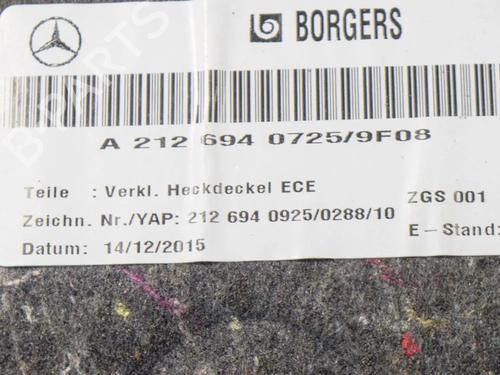 BORGERS
A 212 694 0725/9F08
Teile : Verkl. Heckdeckel ECE
ZGS 001
Zeichn. Nr./YAP: 212 694 0925/0288/10
E-Stand:
Datum: 14/12/2015
B-PARTS